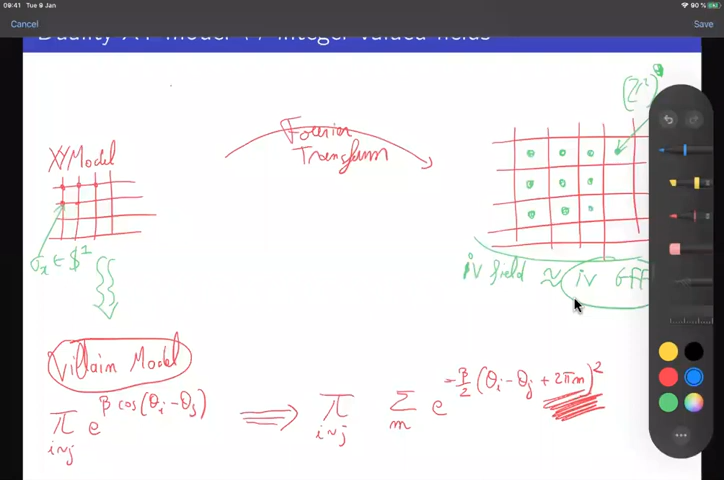 09:41 Tue 9 Jan
90 %
Cancel
Save
Duality XY model ↔ integer valued fields
Fourier
Transform
XY Model
(Z²)*
σₓ ∈ S¹
iv field ≈ iv GFF
Villain Model
π i~j e^{β cos(θi-θj)} ⟹ π i~j Σ m e^{-β/2 (θi-θj+2πm)²}